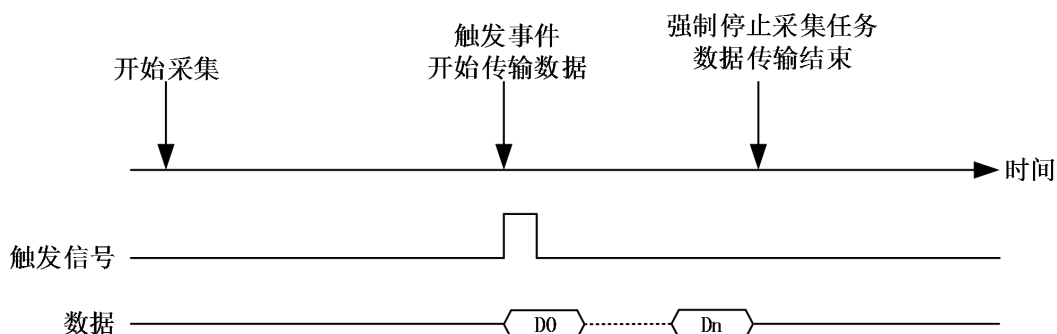 开始采集
触发事件
开始传输数据
强制停止采集任务
数据传输结束
时间
触发信号
数据
D0
Dn